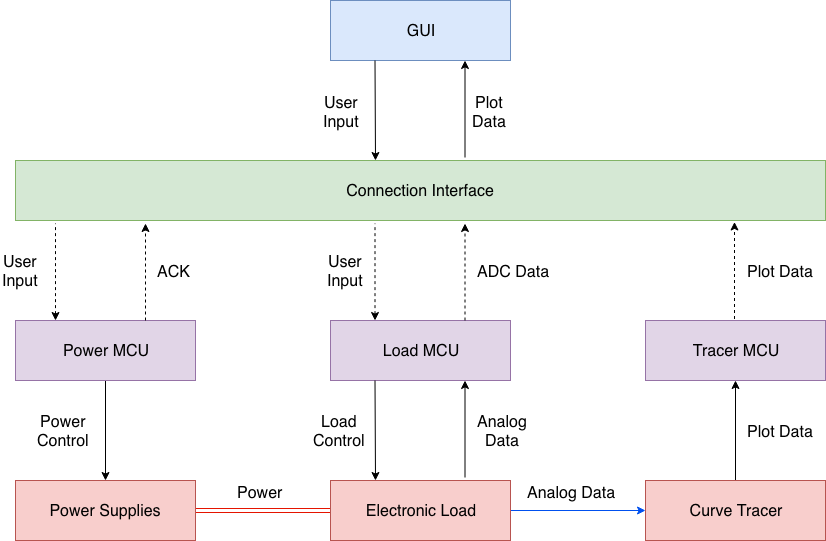 GUI
User
Input
Plot
Data
Connection Interface
User
Input
ACK
User
Input
ADC Data
Plot Data
Power MCU
Load MCU
Tracer MCU
Power
Control
Load
Control
Analog
Data
Plot Data
Power Supplies
Power
Electronic Load
Analog Data
Curve Tracer